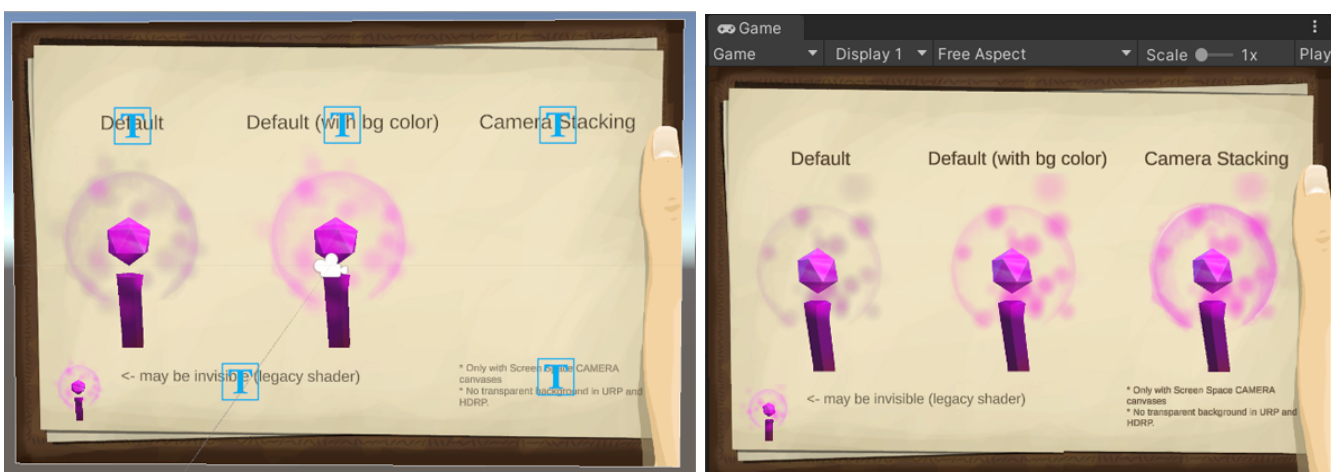 Default
Default (with bg color)
Camera Stacking
<- may be invisible (legacy shader)
* Only with Screen Space CAMERA
canvases
* No transparent background in URP and
HDRP.
Game
Game
Display 1
Free Aspect
Scale
1x
Play
Default
Default (with bg color)
Camera Stacking
<- may be invisible (legacy shader)
* Only with Screen Space CAMERA
canvases
* No transparent background in URP and
HDRP.